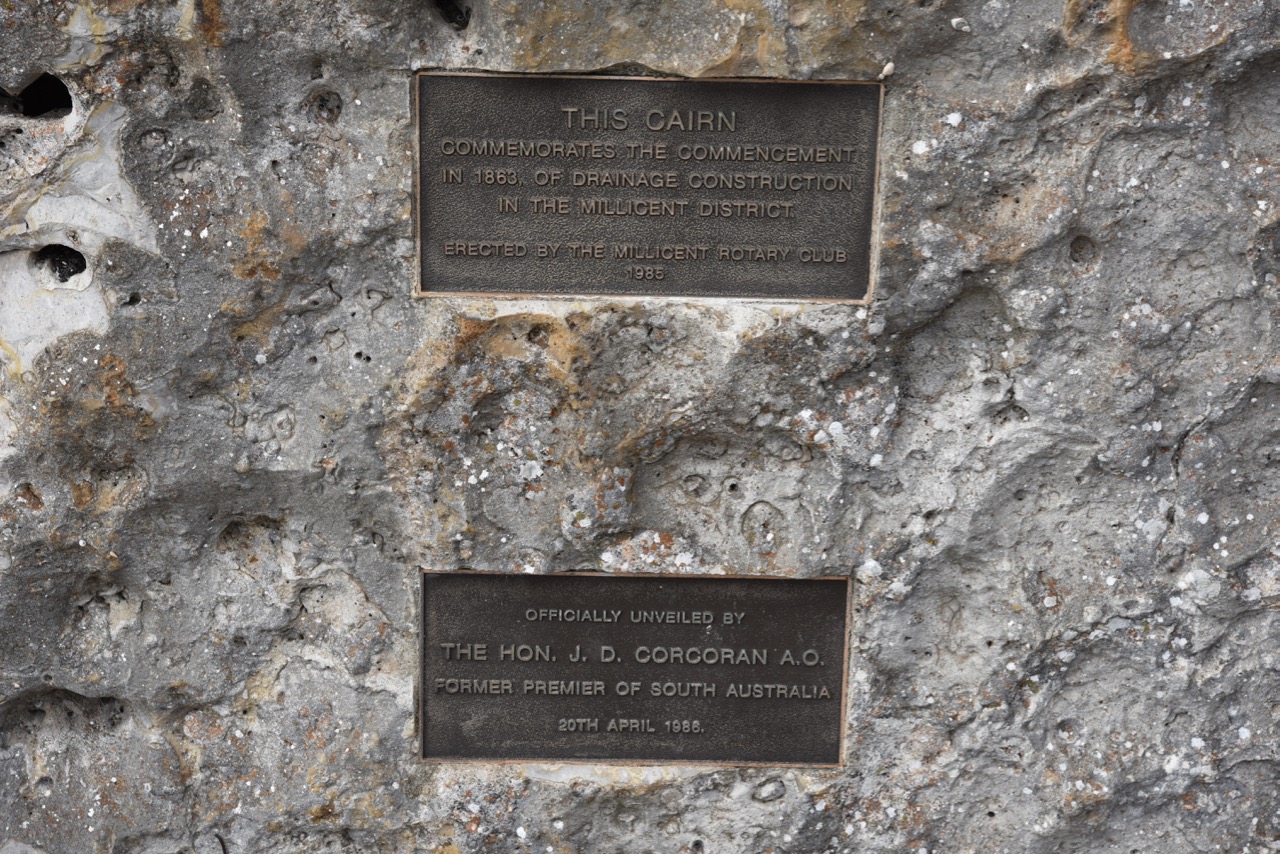 THIS CAIRN
COMMEMORATES THE COMMENCEMENT
IN 1863, OF DRAINAGE CONSTRUCTION
IN THE MILLICENT DISTRICT.
ERECTED BY THE MILLICENT ROTARY CLUB
1985
OFFICIALLY UNVEILED BY
THE HON. J. D. CORCORAN A.O.
FORMER PREMIER OF SOUTH AUSTRALIA
20TH APRIL 1986.